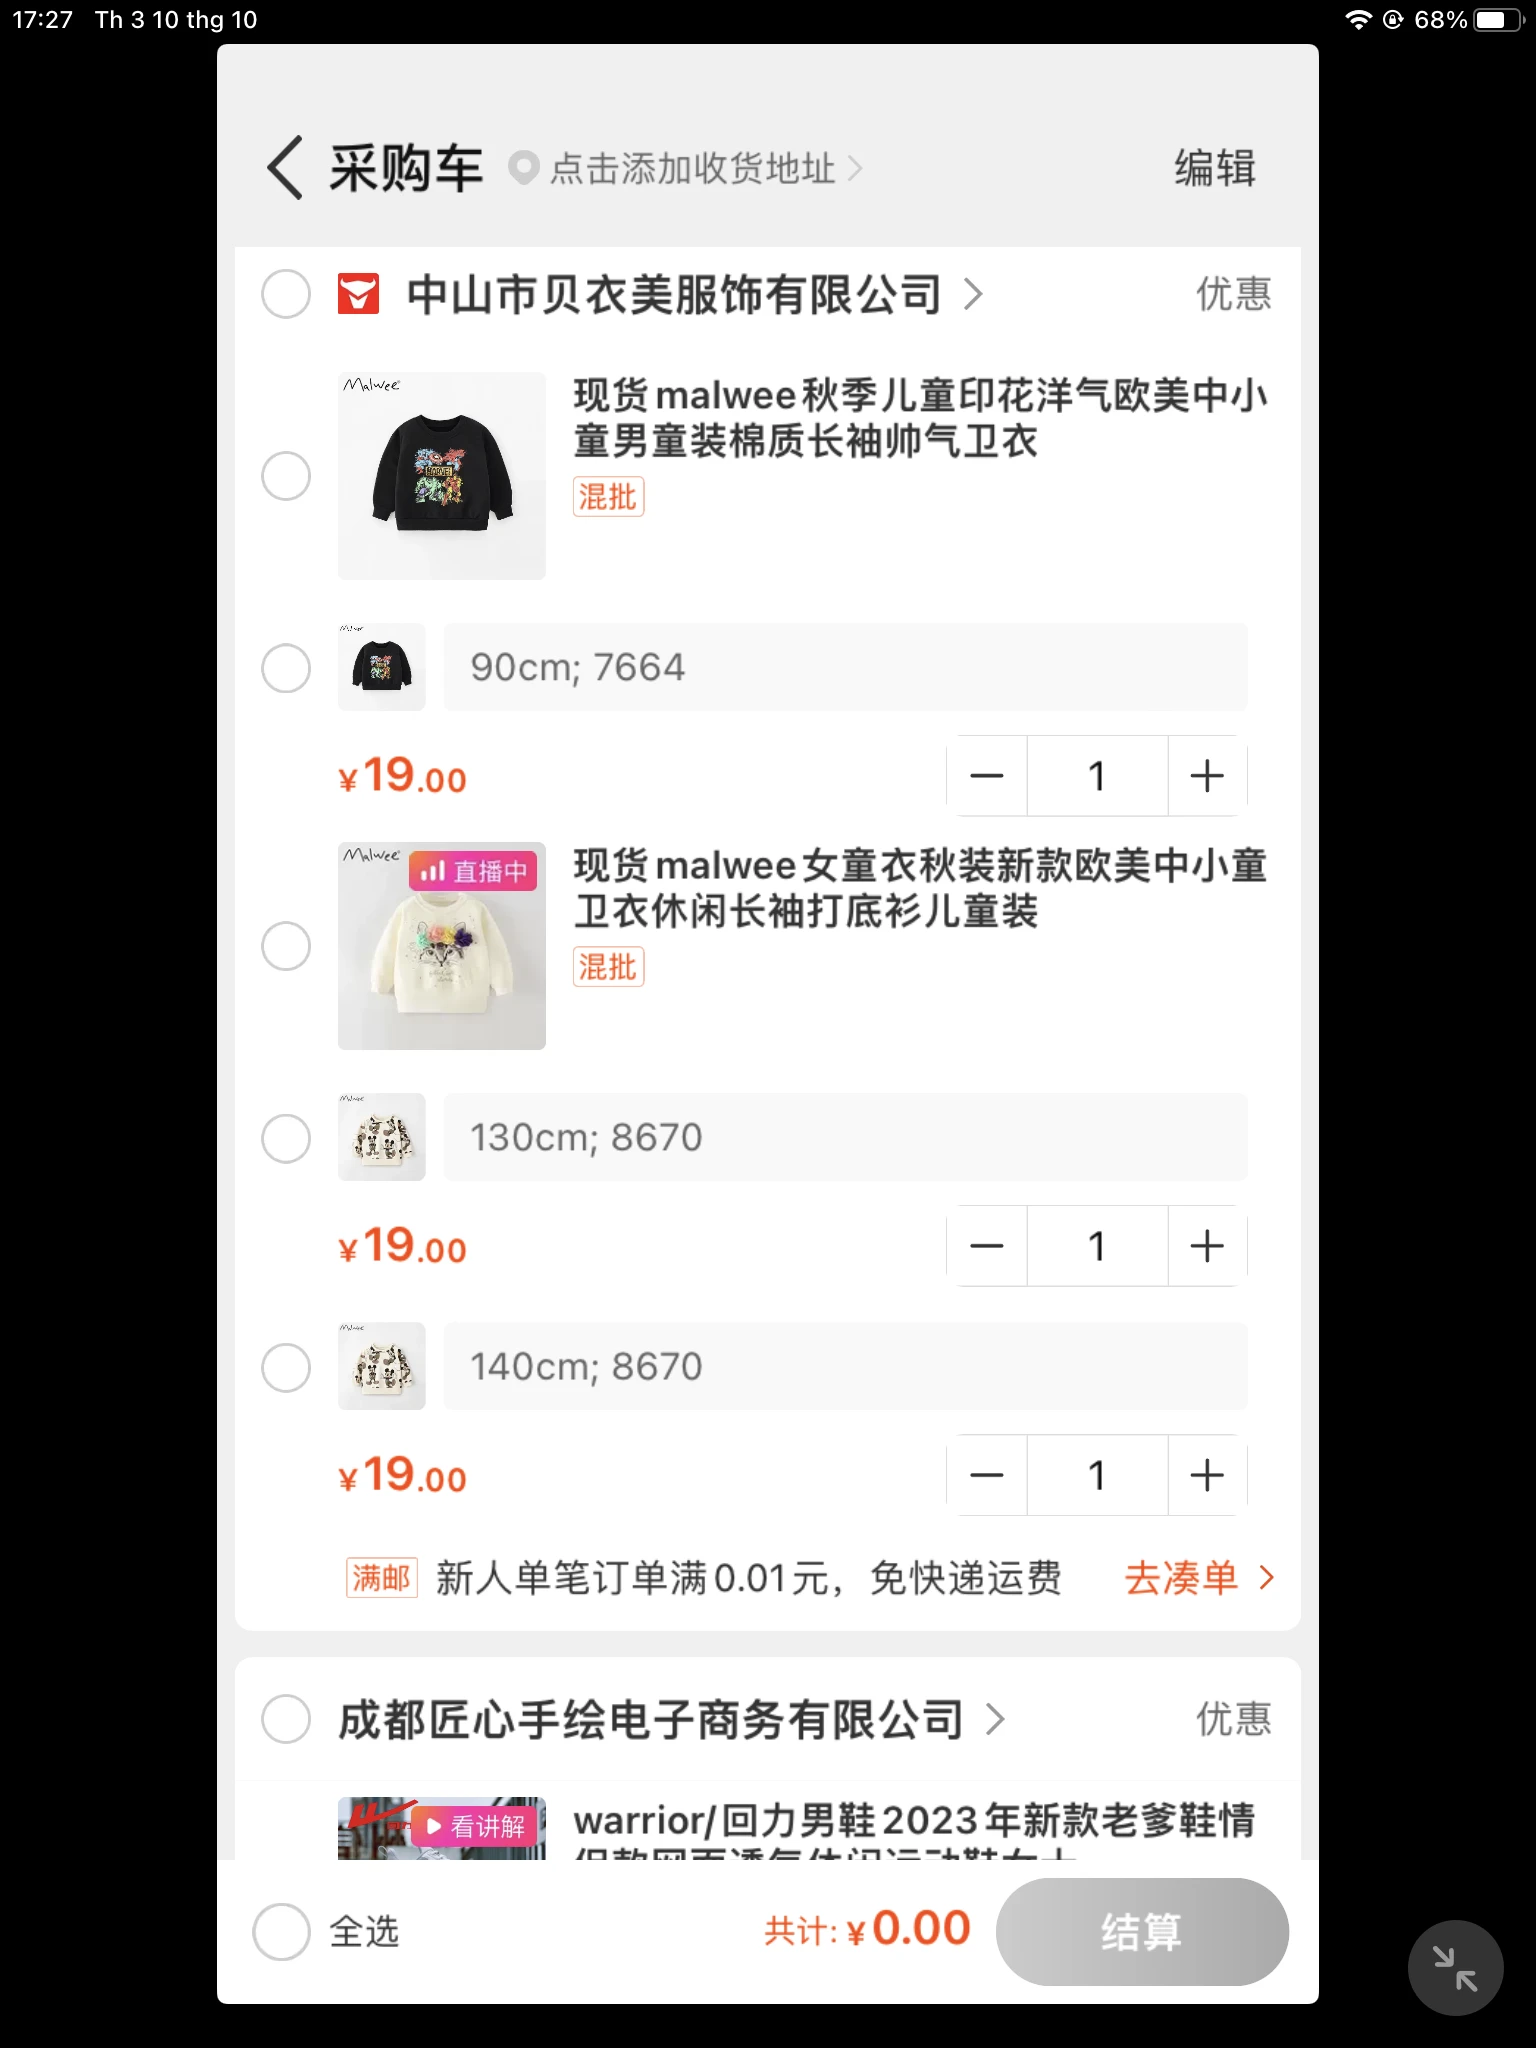 17:27 Th 3 10 thg 10 68%
采购车 点击添加收货地址 编辑
中山市贝衣美服饰有限公司 优惠
Malwee
现货malwee秋季儿童印花洋气欧美中小
童男童装棉质长袖帅气卫衣
MARVEL
混批
Malwee
90cm; 7664
¥19.00 1
Malwee 直播中
现货malwee女童衣秋装新款欧美中小童
卫衣休闲长袖打底衫儿童装
混批
Malwee
130cm; 8670
¥19.00 1
Malwee
140cm; 8670
¥19.00 1
满邮 新人单笔订单满0.01元，免快递运费 去凑单
成都匠心手绘电子商务有限公司 优惠
看讲解
warrior/回力男鞋2023年新款老爹鞋情
全选 共计: ¥0.00 结算